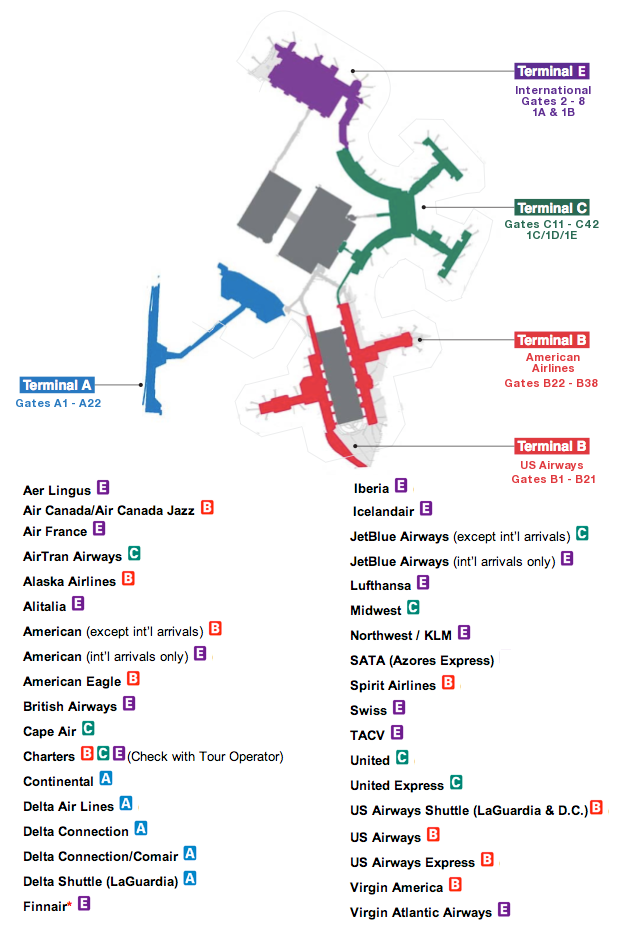 Terminal E
International
Gates 2 - 8
1A & 1B
Terminal C
Gates C11 - C42
1C/1D/1E
Terminal B
American
Airlines
Gates B22 - B38
Terminal A
Gates A1 - A22
Terminal B
US Airways
Gates B1 - B21
Aer Lingus E
Air Canada/Air Canada Jazz B
Air France E
AirTran Airways C
Alaska Airlines B
Alitalia E
American (except int'l arrivals) B
American (int'l arrivals only) E
American Eagle B
British Airways E
Cape Air C
Charters B C E (Check with Tour Operator)
Continental A
Delta Air Lines A
Delta Connection A
Delta Connection/Comair A
Delta Shuttle (LaGuardia) A
Finnair* E
Iberia E
Icelandair E
JetBlue Airways (except int'l arrivals) C
JetBlue Airways (int'l arrivals only) E
Lufthansa E
Midwest C
Northwest / KLM E
SATA (Azores Express)
Spirit Airlines B
Swiss E
TACV E
United C
United Express C
US Airways Shuttle (LaGuardia & D.C.) B
US Airways B
US Airways Express B
Virgin America B
Virgin Atlantic Airways E